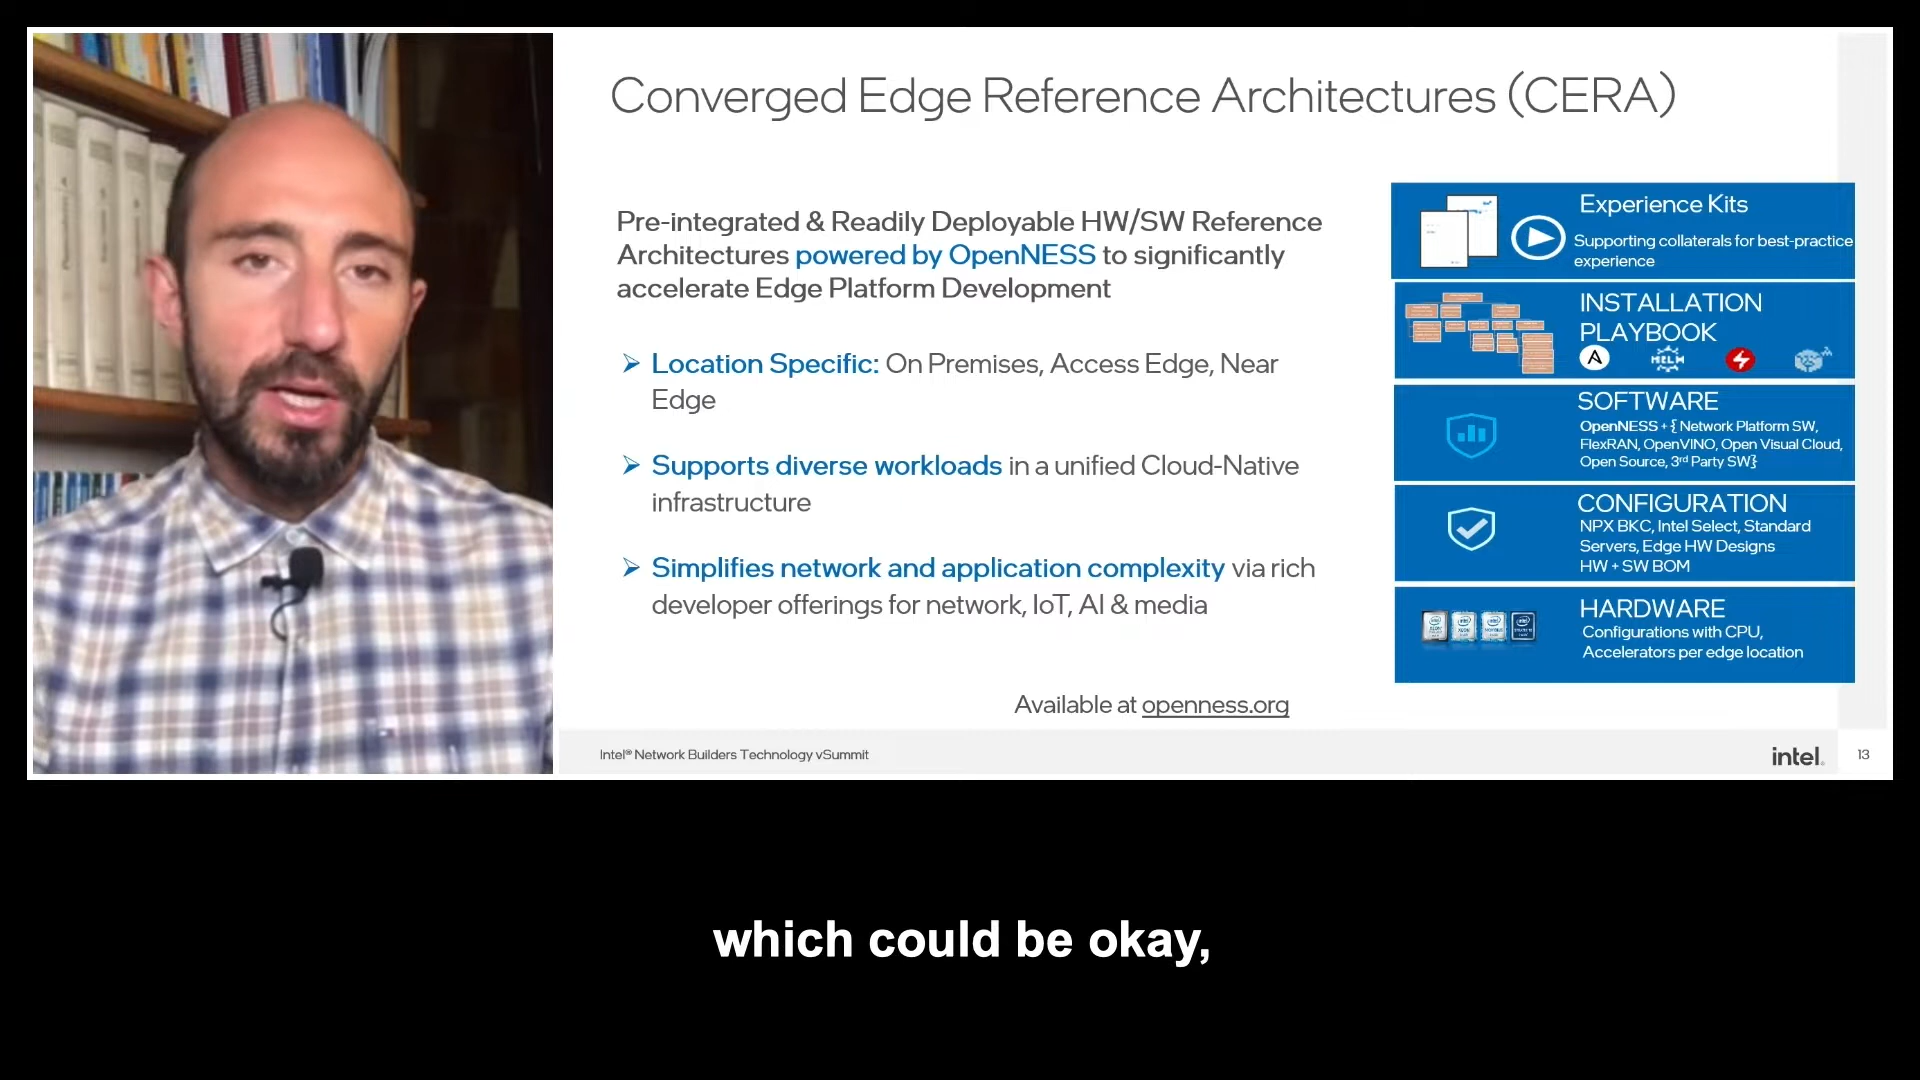 Converged Edge Reference Architectures (CERA)
Pre-integrated & Readily Deployable HW/SW Reference
Architectures powered by OpenNESS to significantly
accelerate Edge Platform Development
➢ Location Specific: On Premises, Access Edge, Near
Edge
➢ Supports diverse workloads in a unified Cloud-Native
infrastructure
➢ Simplifies network and application complexity via rich
developer offerings for network, IoT, AI & media
Available at openness.org
Experience Kits
Supporting collaterals for best-practice
experience
INSTALLATION
PLAYBOOK
HELM
SOFTWARE
OpenNESS + { Network Platform SW,
FlexRAN, OpenVINO, Open Visual Cloud,
Open Source, 3rd Party SW}
CONFIGURATION
NPX BKC, Intel Select, Standard
Servers, Edge HW Designs
HW + SW BOM
HARDWARE
Configurations with CPU,
Accelerators per edge location
Intel® Network Builders Technology vSummit
intel.
13
which could be okay,